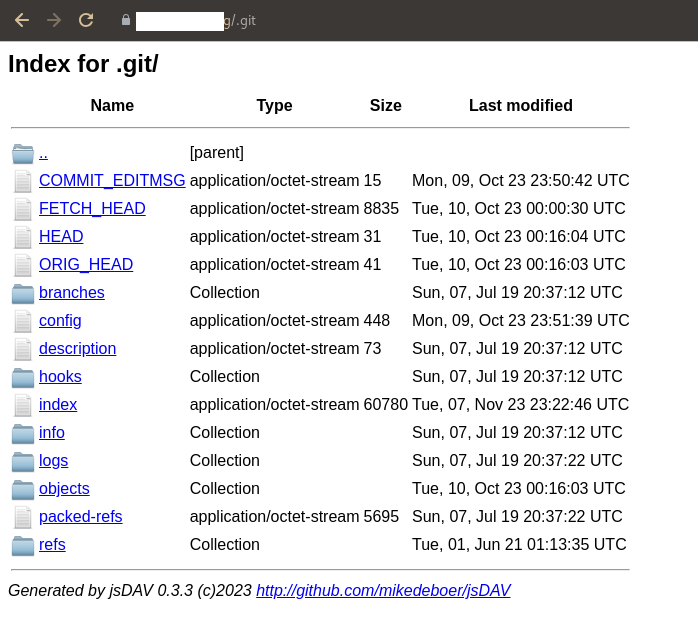 g/.git
Index for .git/
Name Type Size Last modified
.. [parent]
COMMIT_EDITMSG application/octet-stream 15 Mon, 09, Oct 23 23:50:42 UTC
FETCH_HEAD application/octet-stream 8835 Tue, 10, Oct 23 00:00:30 UTC
HEAD application/octet-stream 31 Tue, 10, Oct 23 00:16:04 UTC
ORIG_HEAD application/octet-stream 41 Tue, 10, Oct 23 00:16:03 UTC
branches Collection Sun, 07, Jul 19 20:37:12 UTC
config application/octet-stream 448 Mon, 09, Oct 23 23:51:39 UTC
description application/octet-stream 73 Sun, 07, Jul 19 20:37:12 UTC
hooks Collection Sun, 07, Jul 19 20:37:12 UTC
index application/octet-stream 60780 Tue, 07, Nov 23 23:22:46 UTC
info Collection Sun, 07, Jul 19 20:37:12 UTC
logs Collection Sun, 07, Jul 19 20:37:22 UTC
objects Collection Tue, 10, Oct 23 00:16:03 UTC
packed-refs application/octet-stream 5695 Sun, 07, Jul 19 20:37:22 UTC
refs Collection Tue, 01, Jun 21 01:13:35 UTC
Generated by jsDAV 0.3.3 (c)2023 http://github.com/mikedeboer/jsDAV